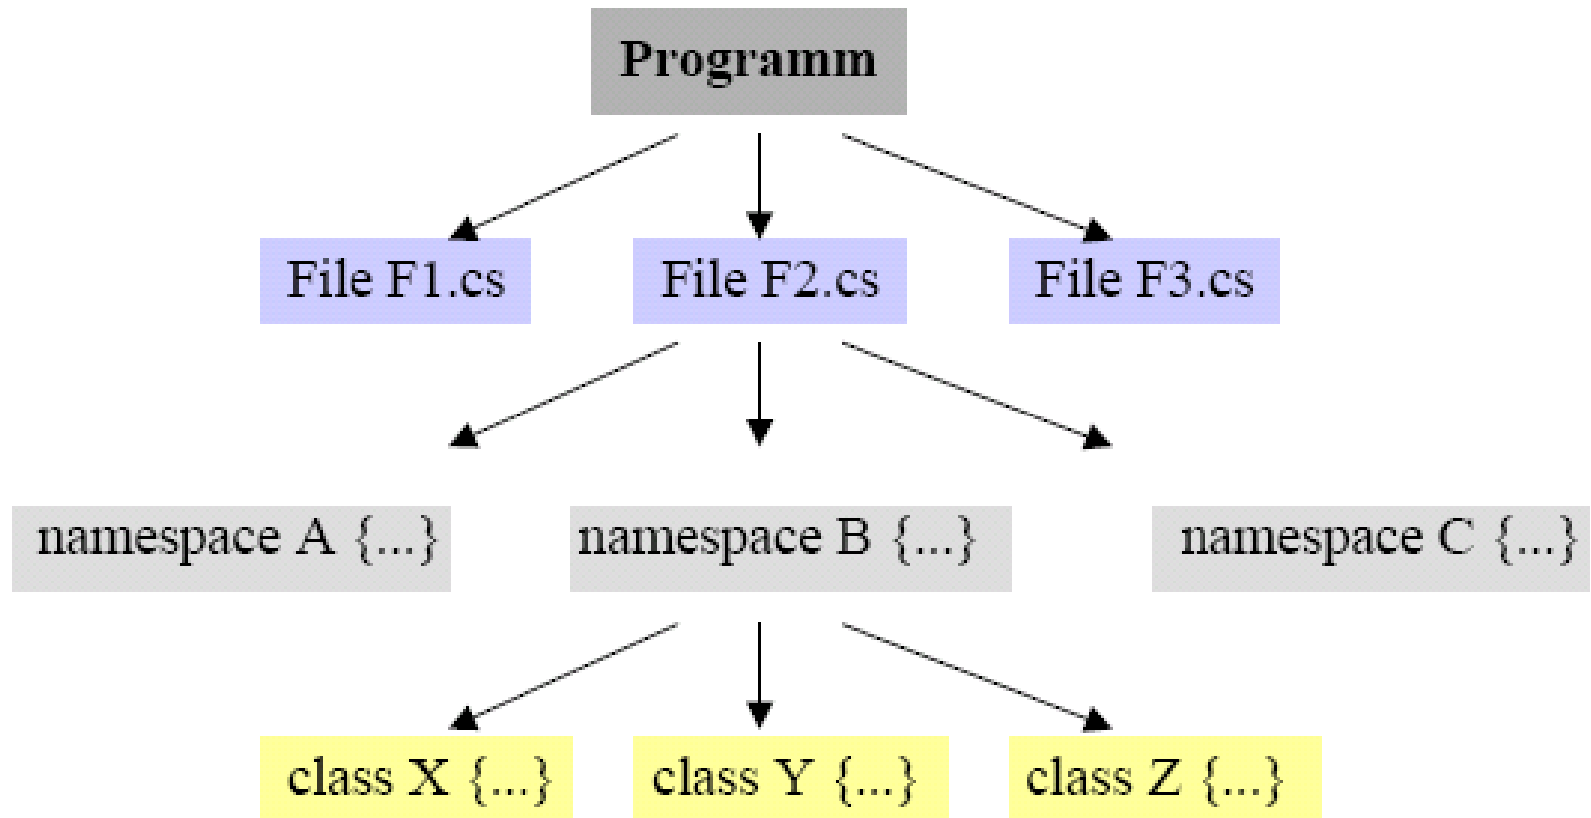 Programm
File F1.cs
File F2.cs
File F3.cs
namespace A {...}
namespace B {...}
namespace C {...}
class X {...}
class Y {...}
class Z {...}